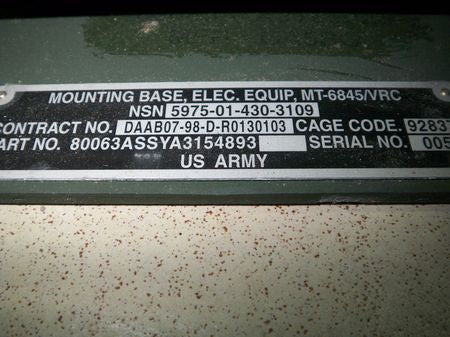 MOUNTING BASE, ELEC. EQUIP, MT-6845/VRC
NSN 5975-01-430-3109
CONTRACT NO. DAAB07-98-D-R0130103 CAGE CODE. 9283
PART NO. 80063ASSYA3154893 SERIAL NO. 005
US ARMY